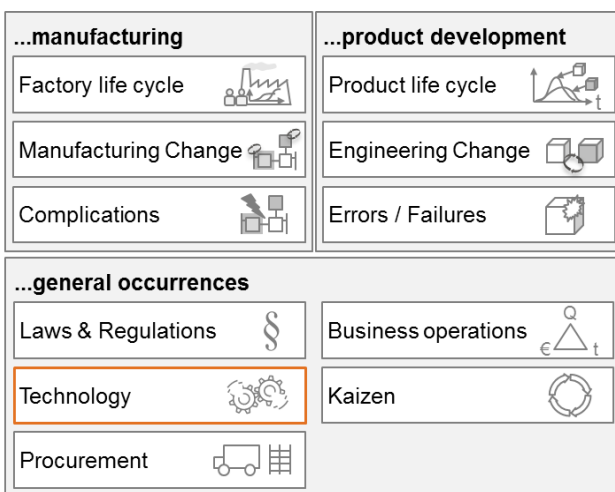 ...manufacturing
Factory life cycle
Manufacturing Change
Complications
...product development
Product life cycle
t
Engineering Change
Errors / Failures
...general occurrences
Laws & Regulations §
Business operations
Q
€ t
Technology
Kaizen
Procurement